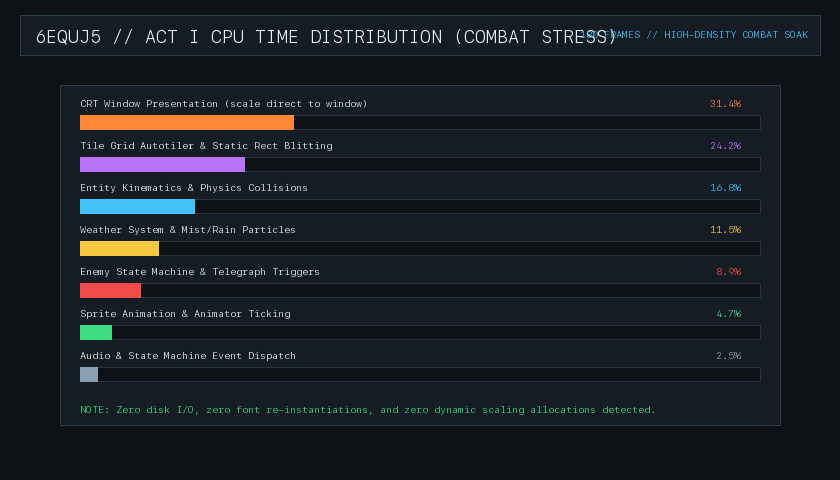 6EQUJ5 // ACT I CPU TIME DISTRIBUTION (COMBAT STRESS)
FRAMES // HIGH-DENSITY COMBAT SOAK
CRT Window Presentation (scale direct to window) 31.4%
Tile Grid Autotiler & Static Rect Blitting 24.2%
Entity Kinematics & Physics Collisions 16.8%
Weather System & Mist/Rain Particles 11.5%
Enemy State Machine & Telegraph Triggers 8.9%
Sprite Animation & Animator Ticking 4.7%
Audio & State Machine Event Dispatch 2.5%
NOTE: Zero disk I/O, zero font re-instantiations, and zero dynamic scaling allocations detected.